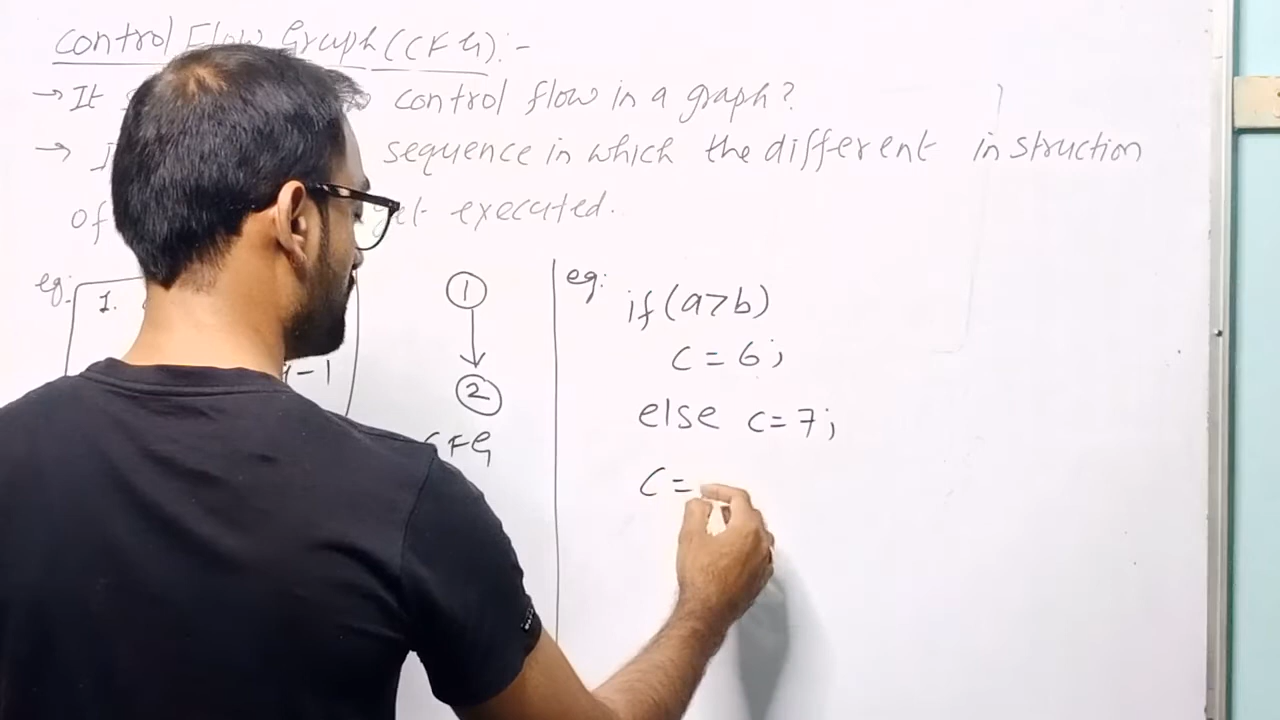 Control Flow Graph (CFG):-
→ It control flow in a graph?
→ sequence in which the different instruction
of get executed.
eg:
1.
-1
1
2
CFG
eg:
if (a>b)
c = 6;
else c = 7;
c =